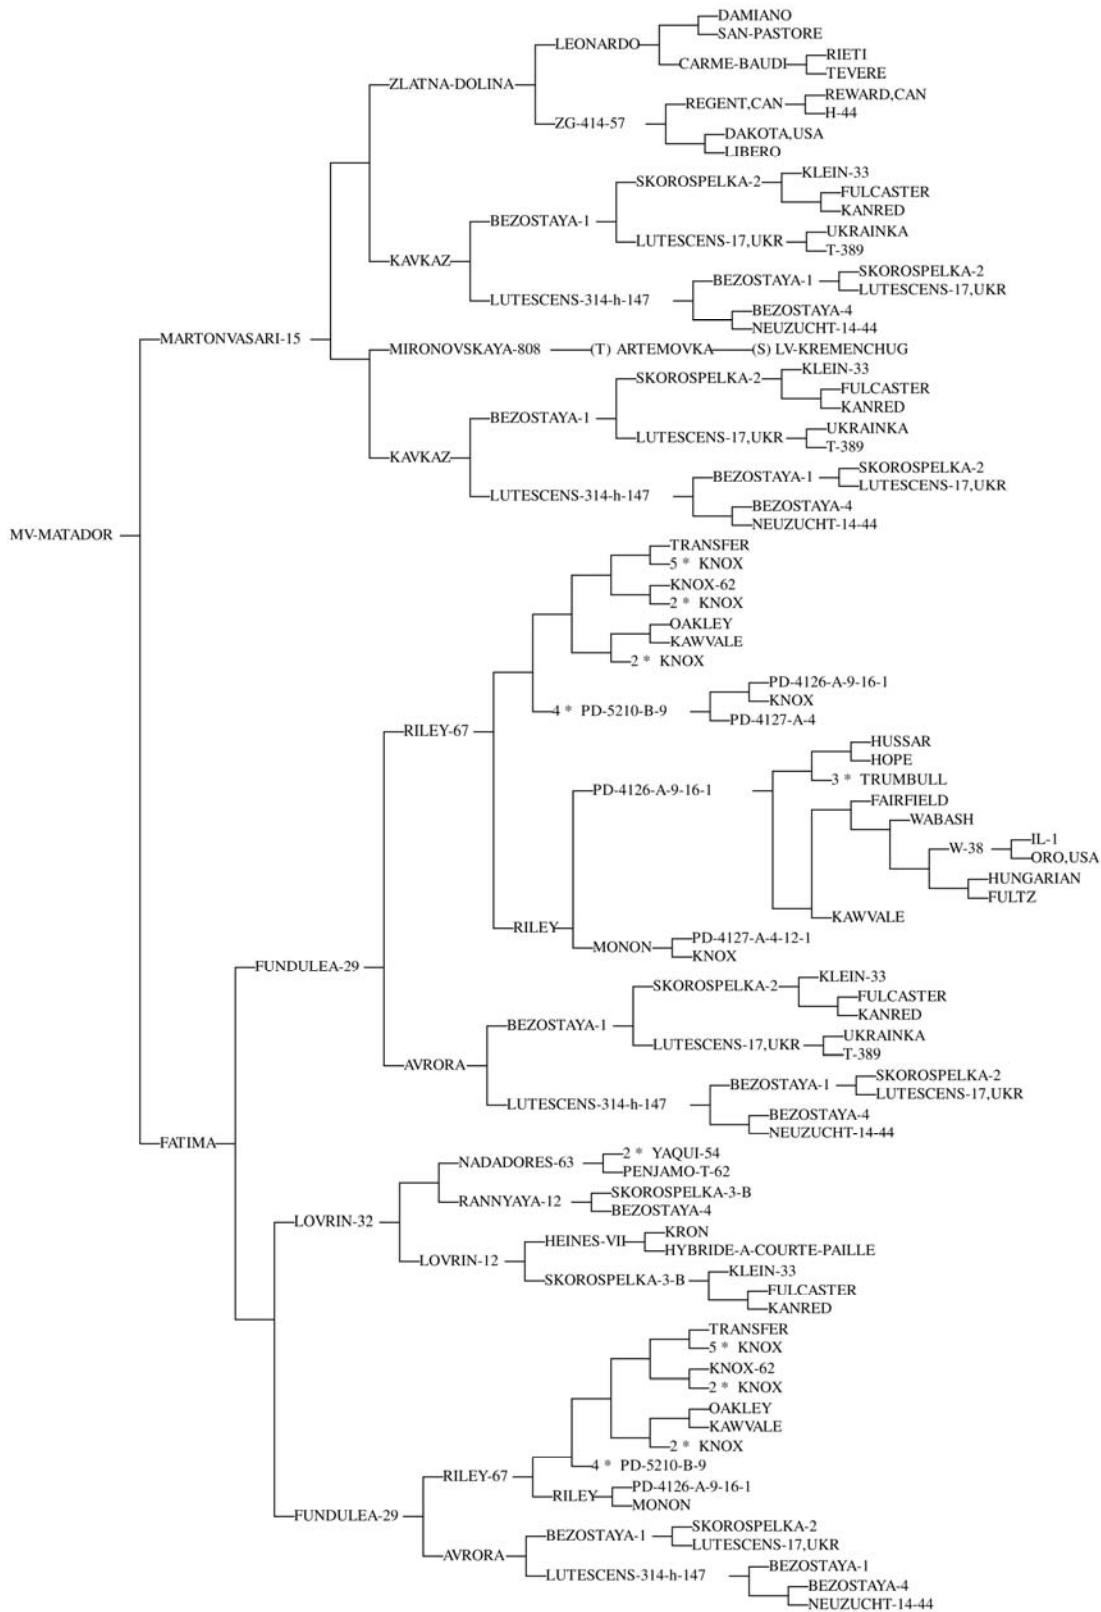 DAMIANO
SAN-PASTORE
LEONARDO
RIETI
CARME-BAUDI
TEVERE
ZLATNA-DOLINA
REWARD,CAN
REGENT,CAN
H-44
ZG-414-57
DAKOTA,USA
LIBERO
KLEIN-33
SKOROSPELKA-2
FULCASTER
KANRED
BEZOSTAYA-1
UKRAINKA
LUTESCENS-17,UKR
T-389
KAVKAZ
SKOROSPELKA-2
BEZOSTAYA-1
LUTESCENS-17,UKR
LUTESCENS-314-h-147
BEZOSTAYA-4
NEUZUCHT-14-44
MARTONVASARI-15
MIRONOVSKAYA-808 (T) ARTEMOVKA (S) LV-KREMENCHUG
KLEIN-33
SKOROSPELKA-2
FULCASTER
KANRED
BEZOSTAYA-1
UKRAINKA
LUTESCENS-17,UKR
T-389
KAVKAZ
SKOROSPELKA-2
BEZOSTAYA-1
LUTESCENS-17,UKR
LUTESCENS-314-h-147
BEZOSTAYA-4
NEUZUCHT-14-44
MV-MATADOR
TRANSFER
5 * KNOX
KNOX-62
2 * KNOX
OAKLEY
KAWVALE
2 * KNOX
PD-4126-A-9-16-1
KNOX
4 * PD-5210-B-9
PD-4127-A-4
RILEY-67
HUSSAR
HOPE
3 * TRUMBULL
PD-4126-A-9-16-1
FAIRFIELD
WABASH
IL-1
W-38
ORO,USA
HUNGARIAN
FULTZ
KAWVALE
RILEY
PD-4127-A-4-12-1
MONON
KNOX
FUNDULEA-29
KLEIN-33
SKOROSPELKA-2
FULCASTER
KANRED
BEZOSTAYA-1
UKRAINKA
LUTESCENS-17,UKR
T-389
AVRORA
SKOROSPELKA-2
BEZOSTAYA-1
LUTESCENS-17,UKR
LUTESCENS-314-h-147
BEZOSTAYA-4
NEUZUCHT-14-44
FATIMA
2 * YAQUI-54
NADADORES-63
PENJAMO-T-62
SKOROSPELKA-3-B
RANNYAYA-12
BEZOSTAYA-4
LOVRIN-32
KRON
HEINES-VII
HYBRIDE-A-COURTE-PAILLE
LOVRIN-12
KLEIN-33
SKOROSPELKA-3-B
FULCASTER
KANRED
TRANSFER
5 * KNOX
KNOX-62
2 * KNOX
OAKLEY
KAWVALE
2 * KNOX
4 * PD-5210-B-9
RILEY-67
PD-4126-A-9-16-1
RILEY
MONON
FUNDULEA-29
SKOROSPELKA-2
BEZOSTAYA-1
LUTESCENS-17,UKR
AVRORA
BEZOSTAYA-1
LUTESCENS-314-h-147
BEZOSTAYA-4
NEUZUCHT-14-44